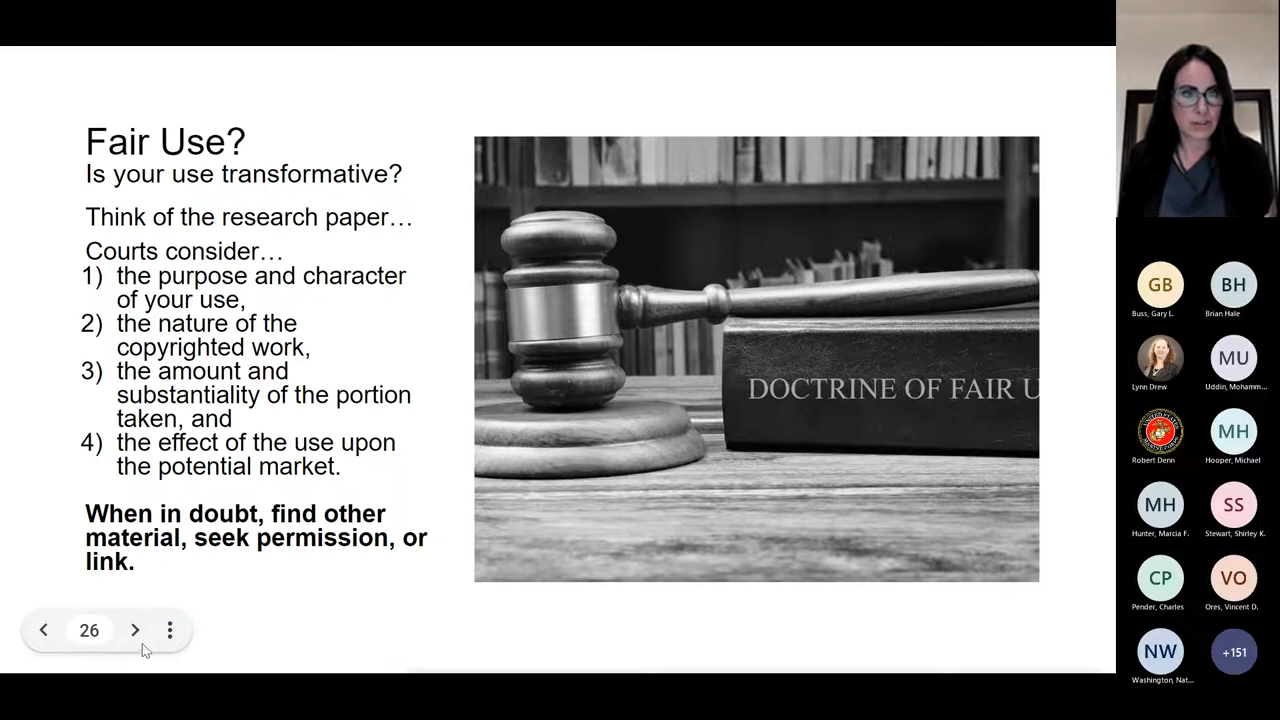 Fair Use?
Is your use transformative?
Think of the research paper…
Courts consider…
1) the purpose and character
of your use,
2) the nature of the
copyrighted work,
3) the amount and
substantiality of the portion
taken, and
4) the effect of the use upon
the potential market.
When in doubt, find other
material, seek permission, or
link.
DOCTRINE OF FAIR U
26
GB
BH
Buss, Gary L.
Brian Hale
MU
Lynn Drew
Uddin, Mohamm...
MH
Robert Denn
Hooper, Michael
MH
SS
Hunter, Marcia F.
Stewart, Shirley K.
CP
VO
Pender, Charles
Ores, Vincent D.
NW
+151
Washington, Nat...